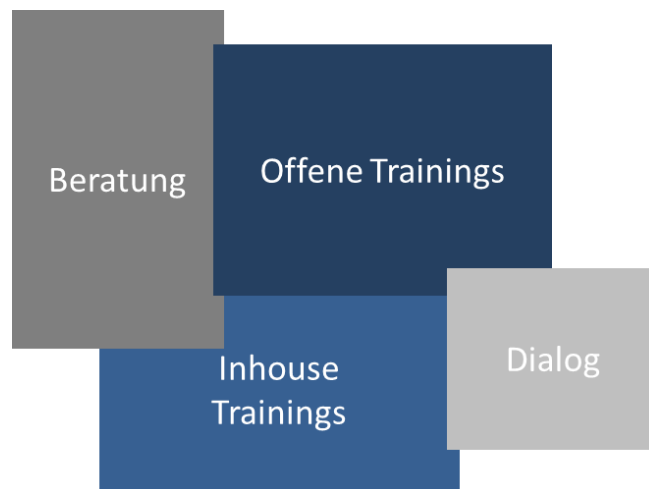 Beratung
Offene Trainings
Inhouse
Trainings
Dialog